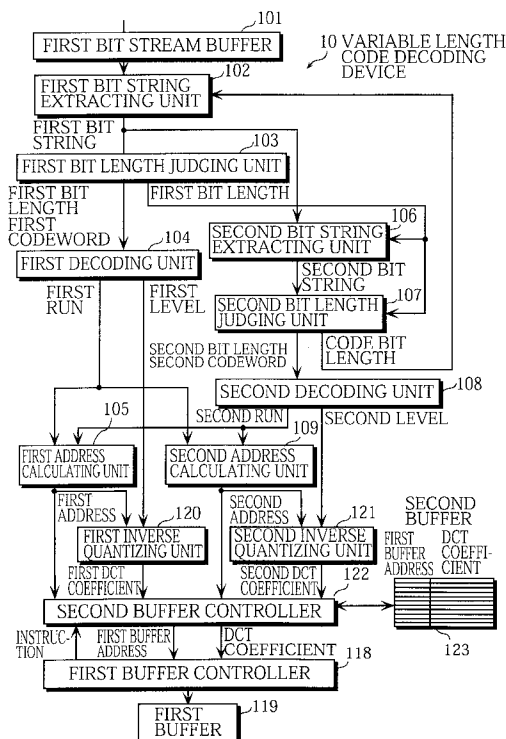 101
FIRST BIT STREAM BUFFER
10 VARIABLE LENGTH
CODE DECODING
DEVICE
102
FIRST BIT STRING
EXTRACTING UNIT
FIRST BIT
STRING
103
FIRST BIT LENGTH JUDGING UNIT
FIRST BIT
LENGTH
FIRST
CODEWORD
FIRST BIT LENGTH
106
SECOND BIT STRING
EXTRACTING UNIT
104
FIRST DECODING UNIT
SECOND BIT
STRING
FIRST
RUN
FIRST
LEVEL
107
SECOND BIT LENGTH
JUDGING UNIT
SECOND BIT LENGTH
SECOND CODEWORD
CODE BIT
LENGTH
SECOND DECODING UNIT
108
SECOND RUN
SECOND LEVEL
105
FIRST ADDRESS
CALCULATING UNIT
109
SECOND ADDRESS
CALCULATING UNIT
FIRST
ADDRESS
120
FIRST INVERSE
QUANTIZING UNIT
SECOND
ADDRESS
121
SECOND INVERSE
QUANTIZING UNIT
SECOND
BUFFER
FIRST
BUFFER
ADDRESS
DCT
COEFFI-
CIENT
FIRST DCT
COEFFICIENT
SECOND DCT
COEFFICIENT
122
SECOND BUFFER CONTROLLER
123
INSTRUC-
TION
FIRST BUFFER
ADDRESS
DCT
COEFFICIENT
118
FIRST BUFFER CONTROLLER
119
FIRST
BUFFER